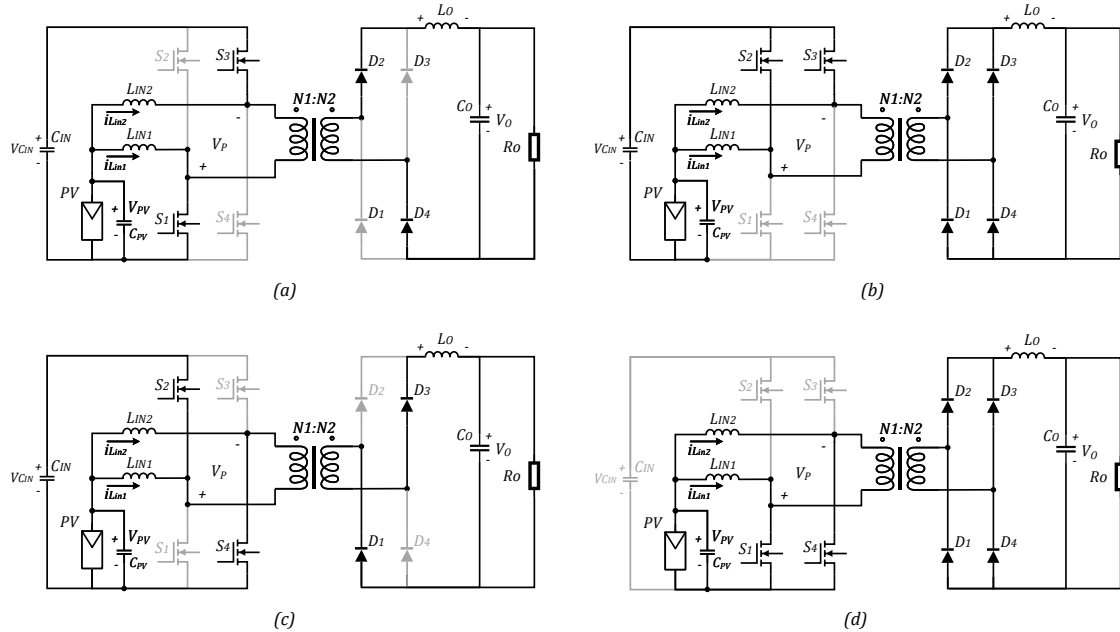 LO
+ -
S2
S3
D2
D3
LIN2
N1:N2
iLin2
-
CO
+
VO
+
CIN
VCIN
-
LIN1
VP
iLin1
+
RO
PV
+
VPV
CPV
-
S1
S4
D1
D4
(a)
LO
+ -
S2
S3
D2
D3
LIN2
N1:N2
iLin2
-
CO
+
VO
+
CIN
VCIN
-
LIN1
VP
iLin1
+
RO
PV
+
VPV
CPV
-
S1
S4
D1
D4
(b)
LO
+ -
S2
S3
D2
D3
LIN2
N1:N2
iLin2
-
CO
+
VO
+
CIN
VCIN
-
LIN1
VP
iLin1
+
RO
PV
+
VPV
CPV
-
S1
S4
D1
D4
(c)
LO
+ -
S2
S3
D2
D3
LIN2
N1:N2
iLin2
-
CO
+
VO
+
CIN
VCIN
-
LIN1
VP
iLin1
+
RO
PV
+
VPV
CPV
-
S1
S4
D1
D4
(d)